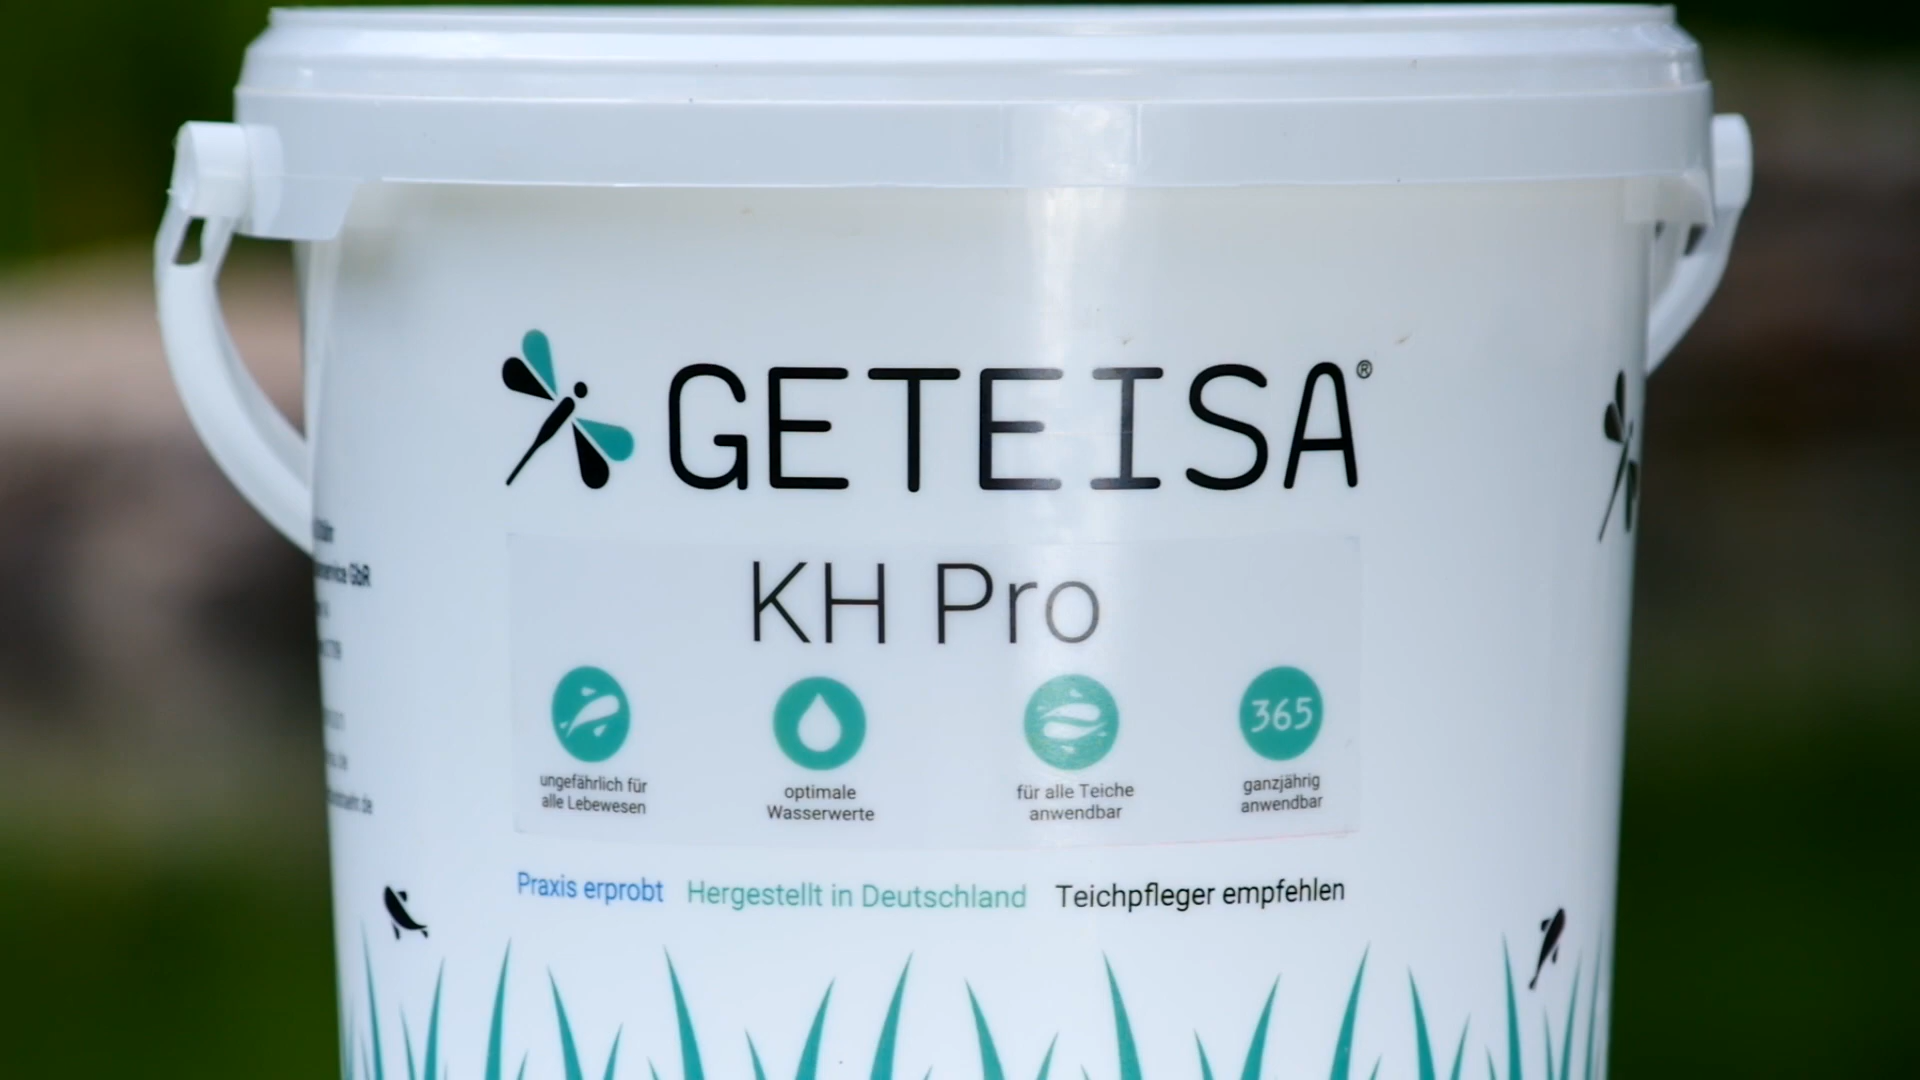 GETEISA®
KH Pro
ungefährlich für
alle Lebewesen
optimale
Wasserwerte
für alle Teiche
anwendbar
365
ganzjährig
anwendbar
Praxis erprobt Hergestellt in Deutschland Teichpfleger empfehlen
GbR